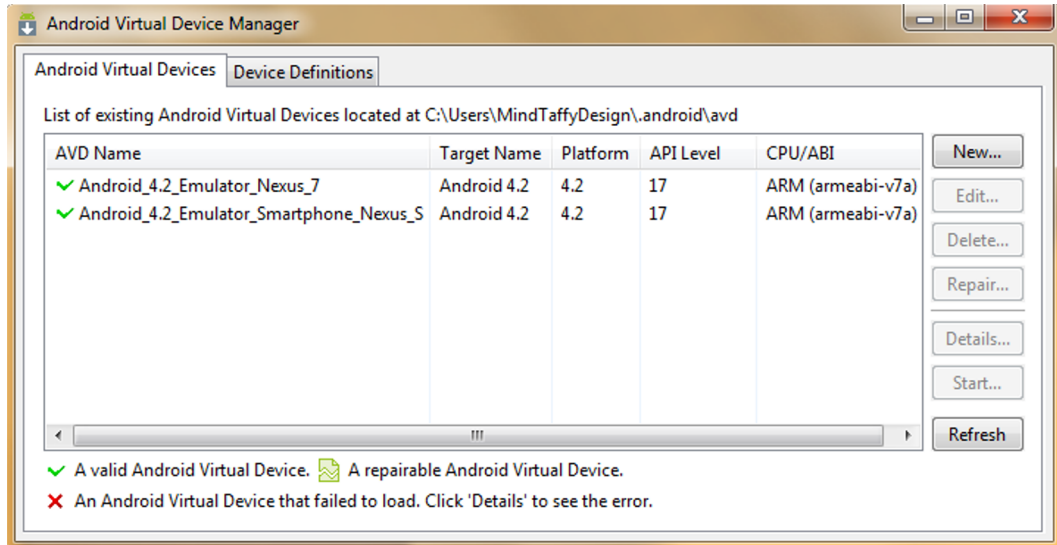 Android Virtual Device Manager
Android Virtual Devices Device Definitions
List of existing Android Virtual Devices located at C:\Users\MindTaffyDesign\.android\avd
AVD Name Target Name Platform API Level CPU/ABI
Android_4.2_Emulator_Nexus_7 Android 4.2 4.2 17 ARM (armeabi-v7a)
Android_4.2_Emulator_Smartphone_Nexus_S Android 4.2 4.2 17 ARM (armeabi-v7a)
New...
Edit...
Delete...
Repair...
Details...
Start...
Refresh
A valid Android Virtual Device. A repairable Android Virtual Device.
An Android Virtual Device that failed to load. Click 'Details' to see the error.